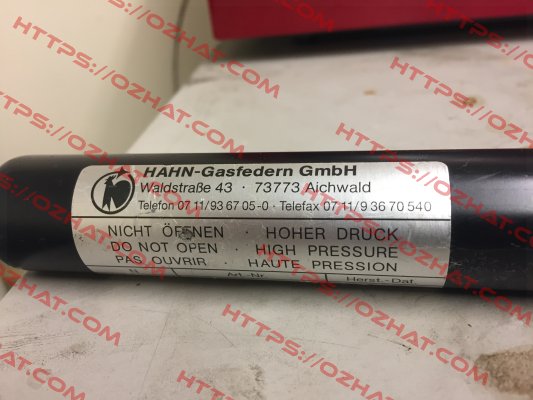 HAHN-Gasfedern GmbH
Waldstraße 43 · 73773 Aichwald
Telefon 07 11/93 67 05-0 · Telefax 07 11/9 36 70 540
NICHT ÖFFNEN · HOHER DRUCK
DO NOT OPEN · HIGH PRESSURE
PAS OUVRIR · HAUTE PRESSION
N Art.-Nr. Herst.-Dat
HTTPS://OZHAT.COM